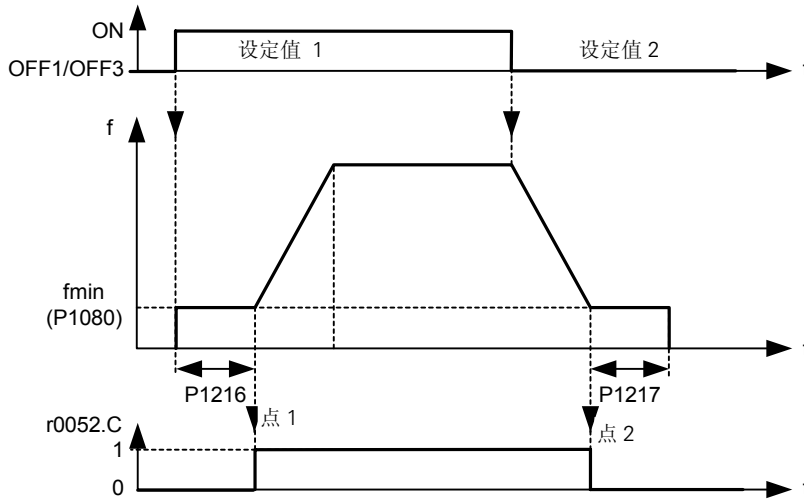 ON
设定值 1
设定值 2
OFF1/OFF3
f
fmin
(P1080)
P1216
P1217
r0052.C
点 1
点 2
1
0